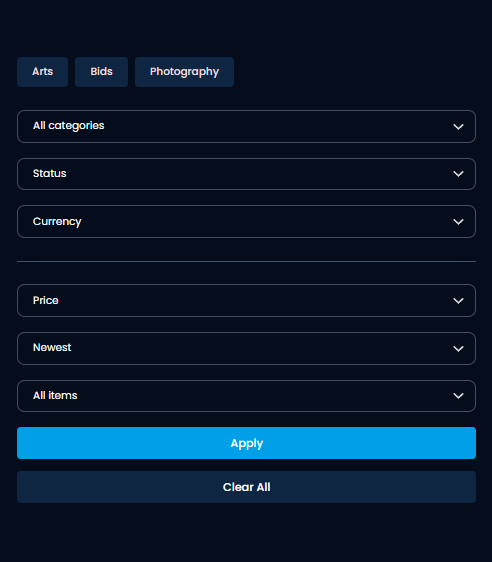 Arts Bids Photography
All categories
Status
Currency
Price
Newest
All items
Apply
Clear All